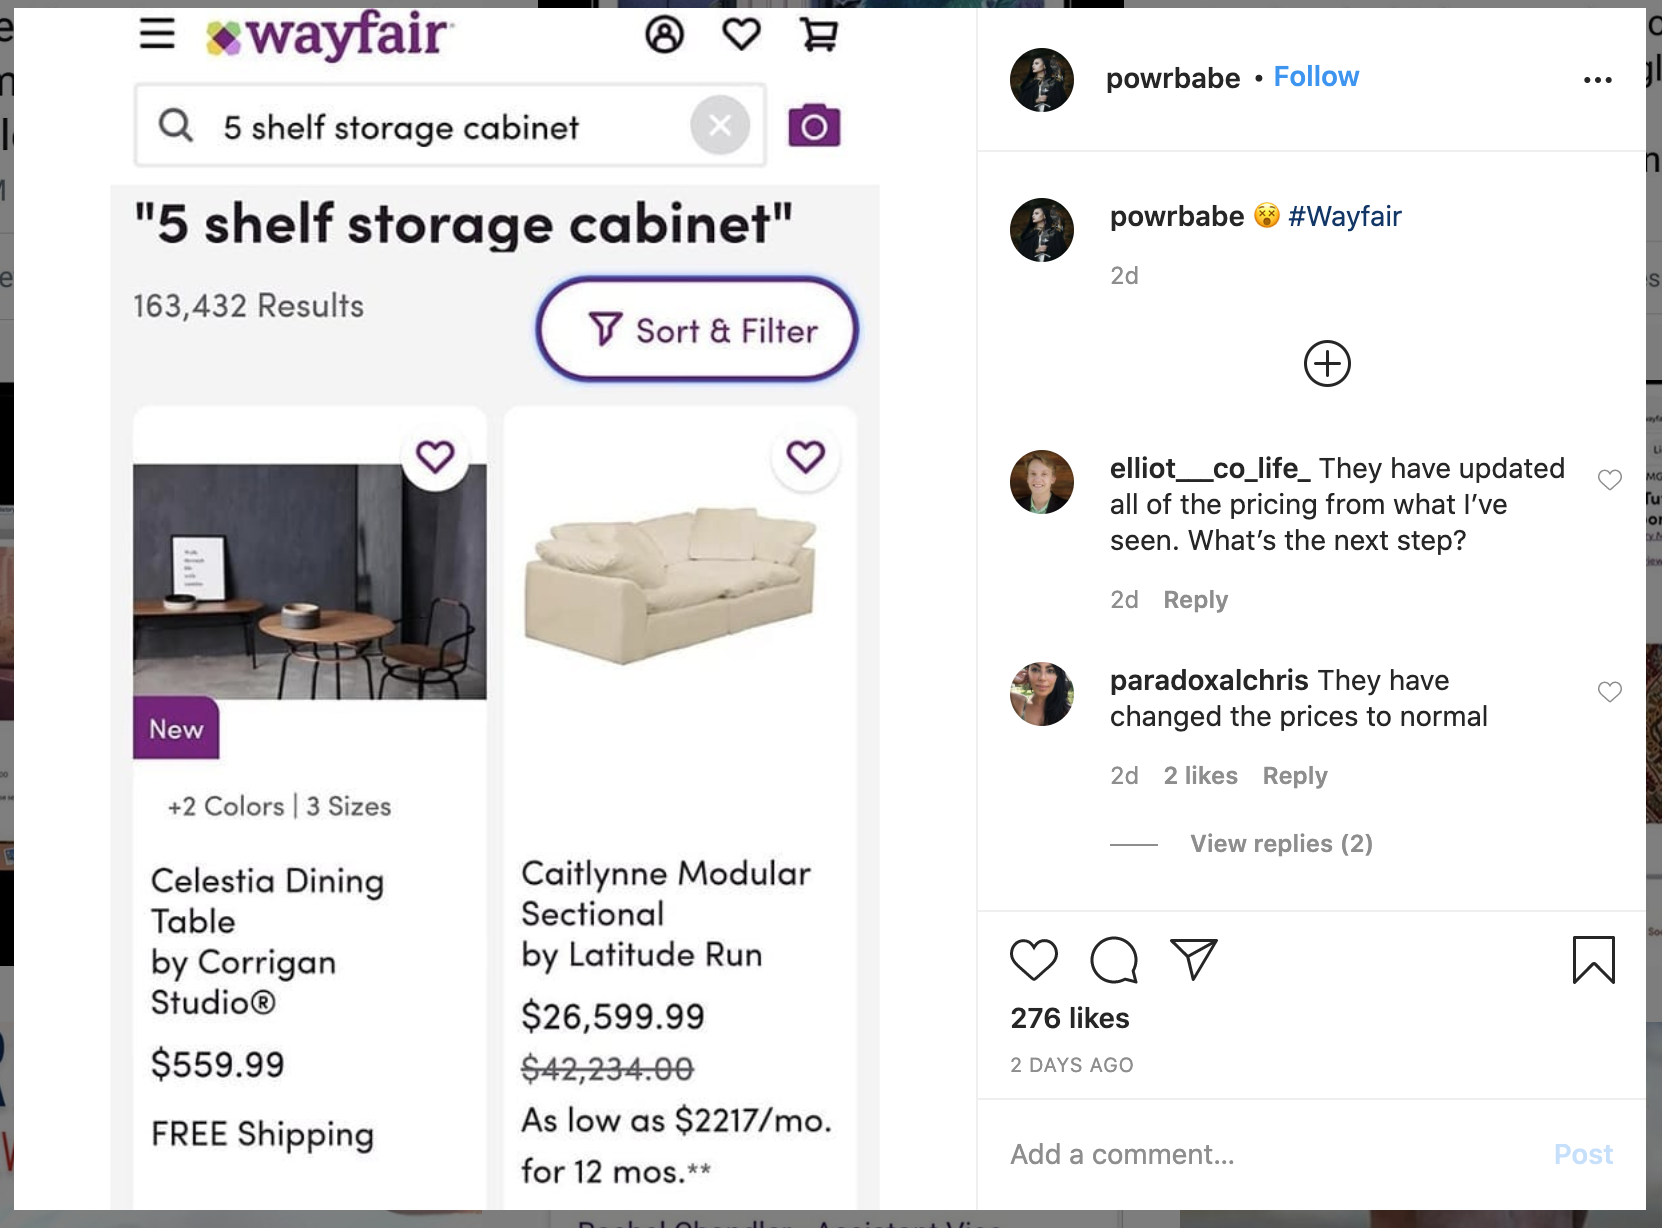 wayfair
5 shelf storage cabinet
"5 shelf storage cabinet"
163,432 Results
Sort & Filter
New
+2 Colors | 3 Sizes
Celestia Dining
Table
by Corrigan
Studio®
$559.99
FREE Shipping
Caitlynne Modular
Sectional
by Latitude Run
$26,599.99
$42,234.00
As low as $2217/mo.
for 12 mos.**
powrbabe • Follow
powrbabe 😵 #Wayfair
2d
elliot___co_life_ They have updated
all of the pricing from what I've
seen. What's the next step?
2d Reply
paradoxalchris They have
changed the prices to normal
2d 2 likes Reply
View replies (2)
276 likes
2 DAYS AGO
Add a comment...
Post